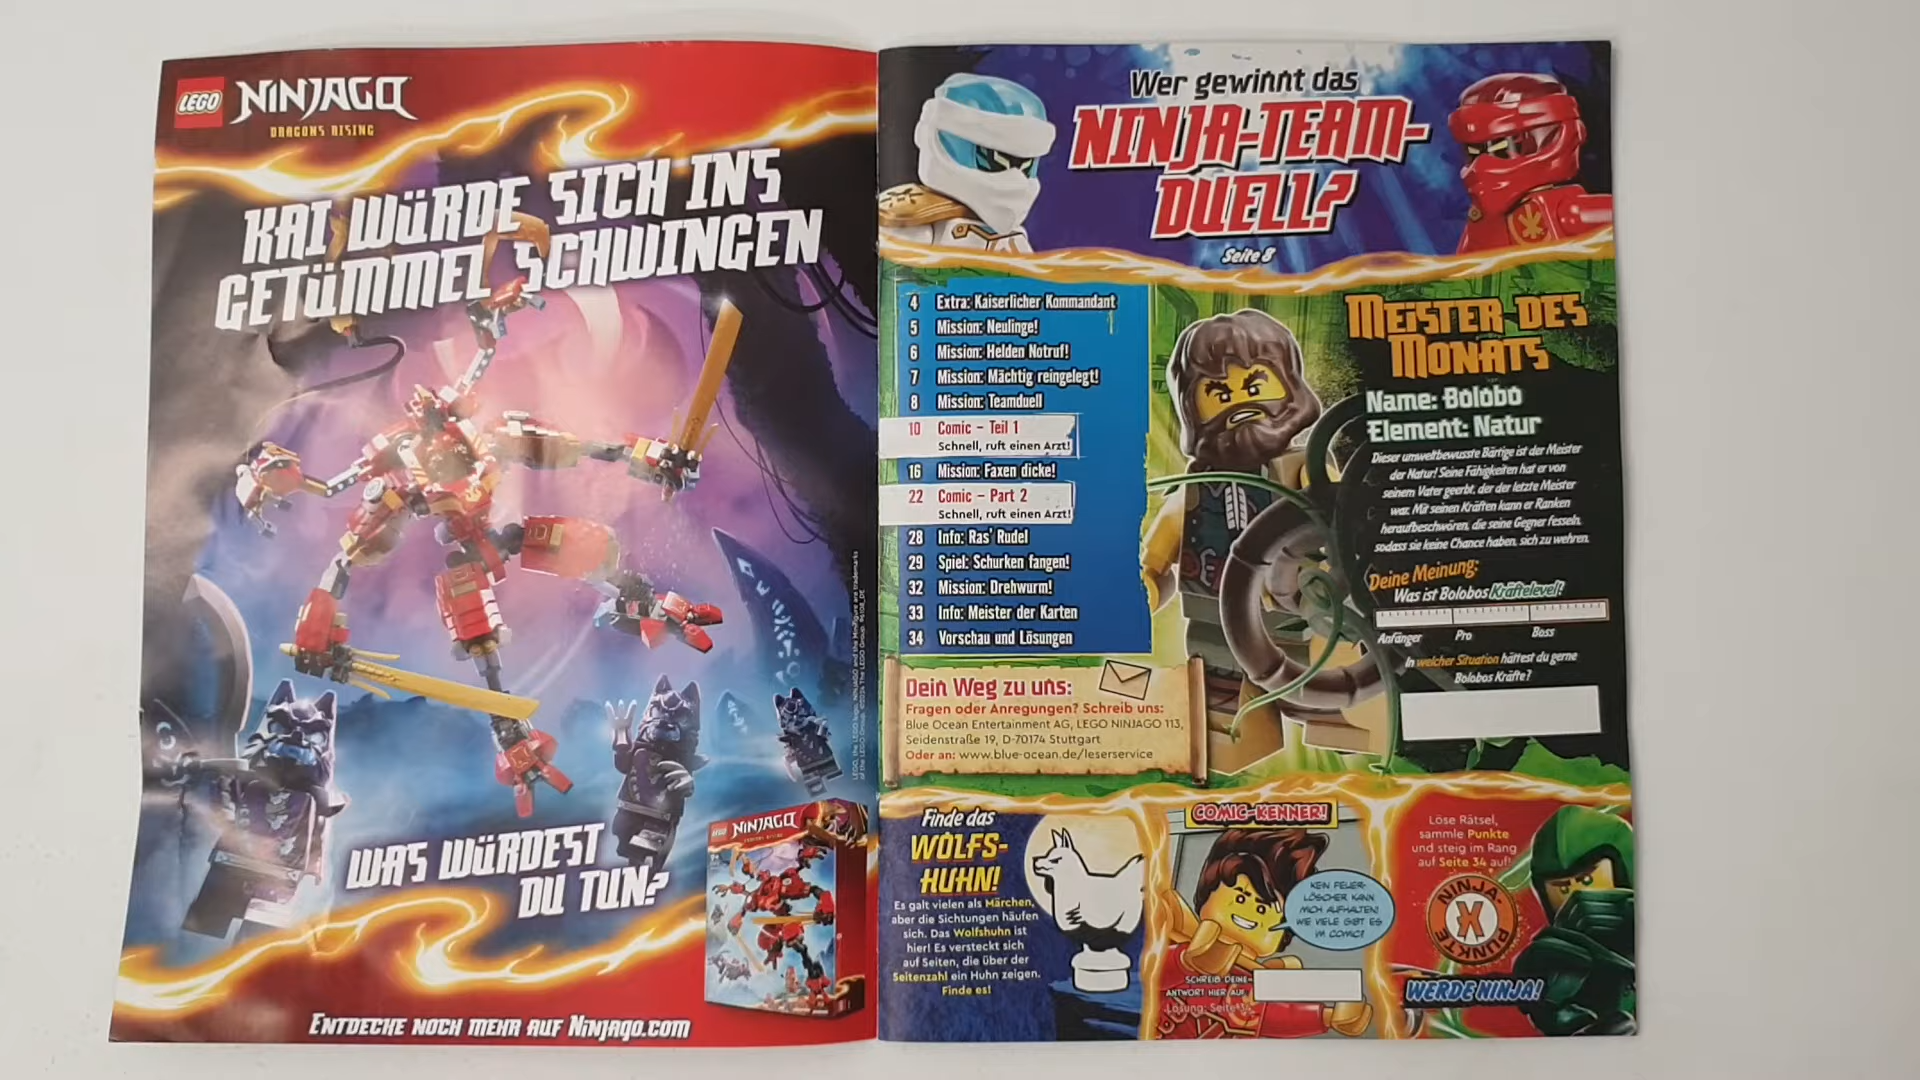 LEGO NINJAGO
DRAGONS RISING
KAI WÜRDE SICH INS
GETÜMMEL SCHWINGEN
WAS WÜRDEST
DU TUN?
LEGO NINJAGO
ENTDECKE NOCH MEHR AUF NINJAGO.COM
Wer gewinnt das
NINJA-TEAM-
DUELL?
Seite 8
4 Extra: Kaiserlicher Kommandant
5 Mission: Neulinge!
6 Mission: Helden Notruf!
7 Mission: Mächtig reingelegt!
8 Mission: Teamduell
10 Comic – Teil 1
Schnell, ruft einen Arzt!
16 Mission: Faxen dicke!
22 Comic – Part 2
Schnell, ruft einen Arzt!
28 Info: Ras' Rudel
29 Spiel: Schurken fangen!
32 Mission: Drehwurm!
33 Info: Meister der Karten
34 Vorschau und Lösungen
Dein Weg zu uns:
Fragen oder Anregungen? Schreib uns:
Blue Ocean Entertainment AG, LEGO NINJAGO 113,
Seidenstraße 19, D-70174 Stuttgart
Oder an: www.blue-ocean.de/leserservice
MEISTER DES
MONATS
Name: Bolobo
Element: Natur
Dieser umweltbewusste Bärtige ist der Meister
der Natur! Seine Fähigkeiten hat er von
seinem Vater geerbt, der der letzte Meister
war. Mit seinen Kräften kann er Ranken
heraufbeschwören, die seine Gegner fesseln,
sodass sie keine Chance haben, sich zu wehren.
Deine Meinung:
Was ist Bolobos Kräftelevel?
Anfänger Pro Boss
In welcher Situation hättest du gerne
Bolobos Kräfte?
Finde das
WOLFS-
HUHN!
Es galt vielen als Märchen,
aber die Sichtungen häufen
sich. Das Wolfshuhn ist
hier! Es versteckt sich
auf Seiten, die über der
Seitenzahl ein Huhn zeigen.
Finde es!
COMIC-KENNER!
KEIN FEUER-
LÖSCHER KANN
MICH AUFHALTEN!
WIE VIELE GIBT ES
IM COMIC?
SCHREIB DEINE
ANTWORT HIER AUF.
Lösung: Seite 34
Löse Rätsel,
sammle Punkte
und steig im Rang
auf Seite 34 auf!
NINJA-
X
PUNKTE
WERDE NINJA!